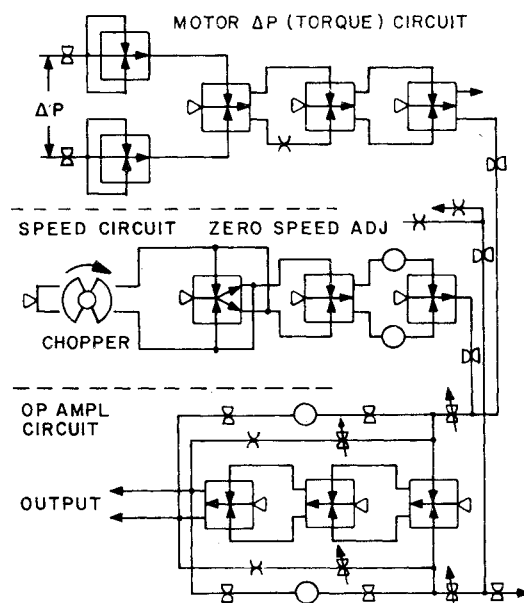 MOTOR ΔP (TORQUE) CIRCUIT
ΔP
SPEED CIRCUIT ZERO SPEED ADJ
CHOPPER
OP AMPL
CIRCUIT
OUTPUT